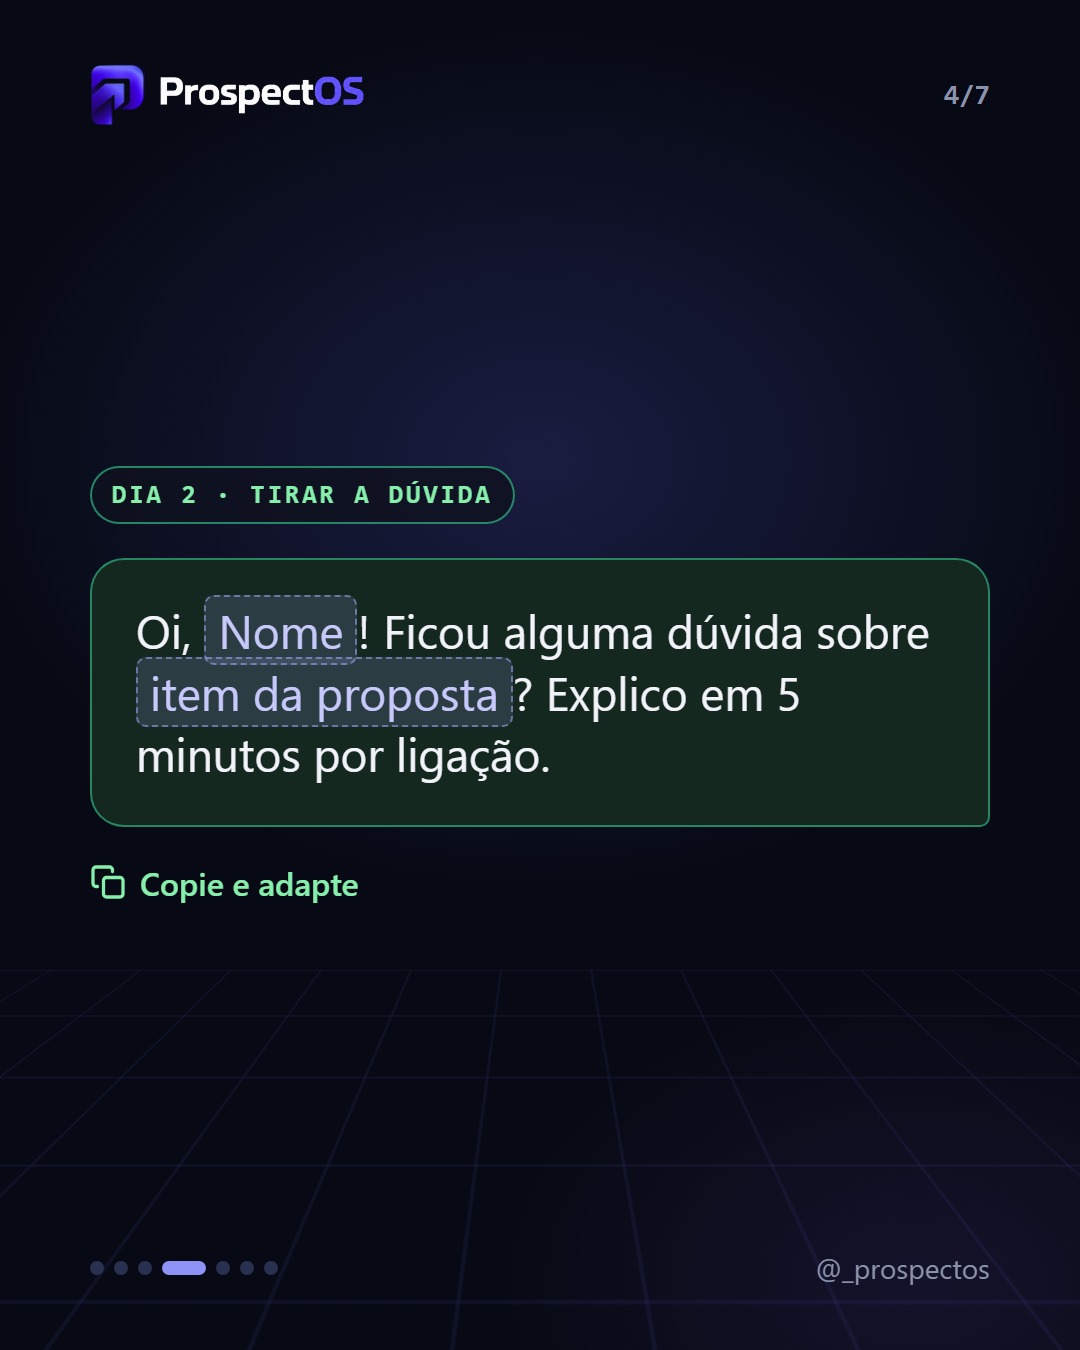 ProspectOS
4/7
DIA 2 · TIRAR A DÚVIDA
Oi, Nome! Ficou alguma dúvida sobre
item da proposta? Explico em 5
minutos por ligação.
Copie e adapte
@_prospectos